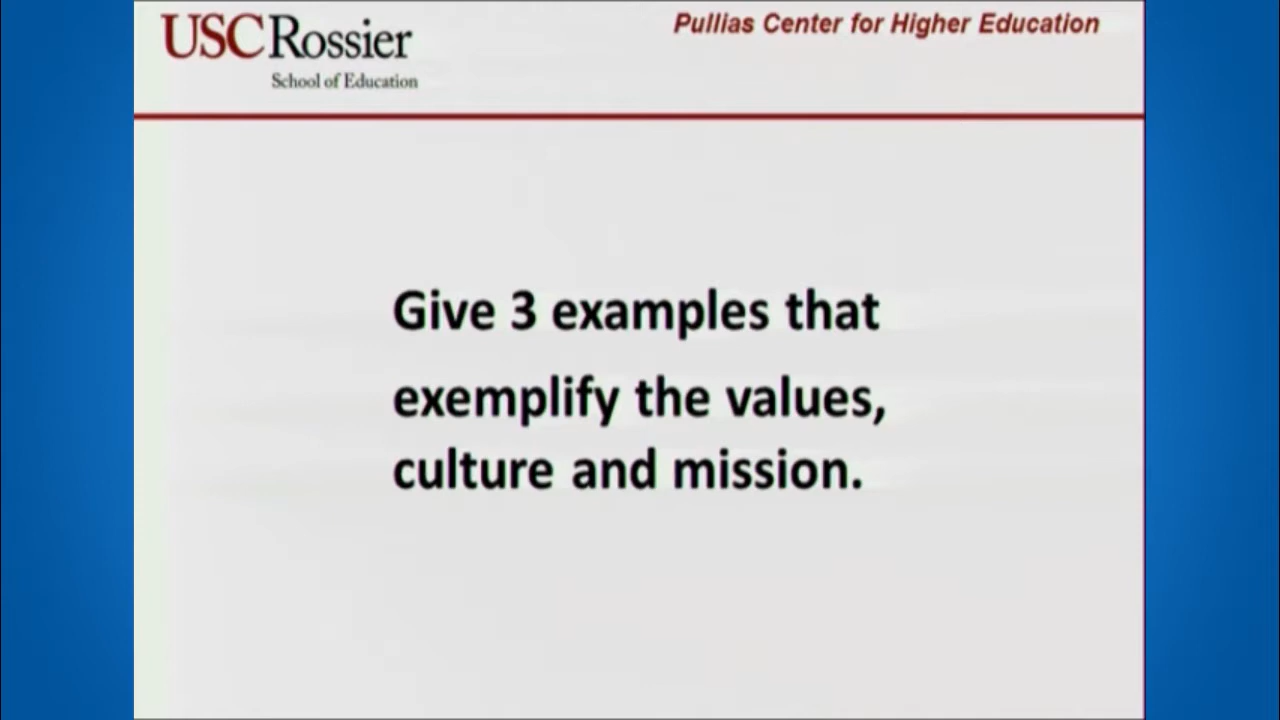 USC Rossier
School of Education
Pullias Center for Higher Education
Give 3 examples that
exemplify the values,
culture and mission.